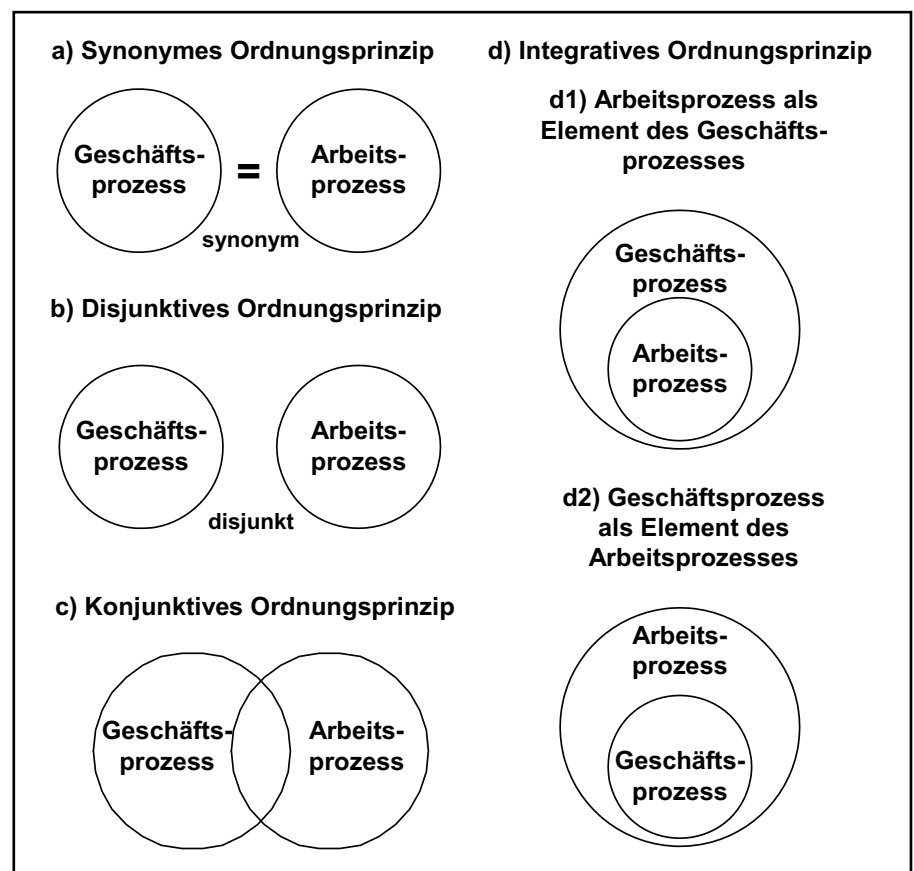 a) Synonymes Ordnungsprinzip
Geschäfts-
prozess
=
Arbeits-
prozess
synonym
b) Disjunktives Ordnungsprinzip
Geschäfts-
prozess
Arbeits-
prozess
disjunkt
c) Konjunktives Ordnungsprinzip
Geschäfts-
prozess
Arbeits-
prozess
d) Integratives Ordnungsprinzip
d1) Arbeitsprozess als
Element des Geschäfts-
prozesses
Geschäfts-
prozess
Arbeits-
prozess
d2) Geschäftsprozess
als Element des
Arbeitsprozesses
Arbeits-
prozess
Geschäfts-
prozess